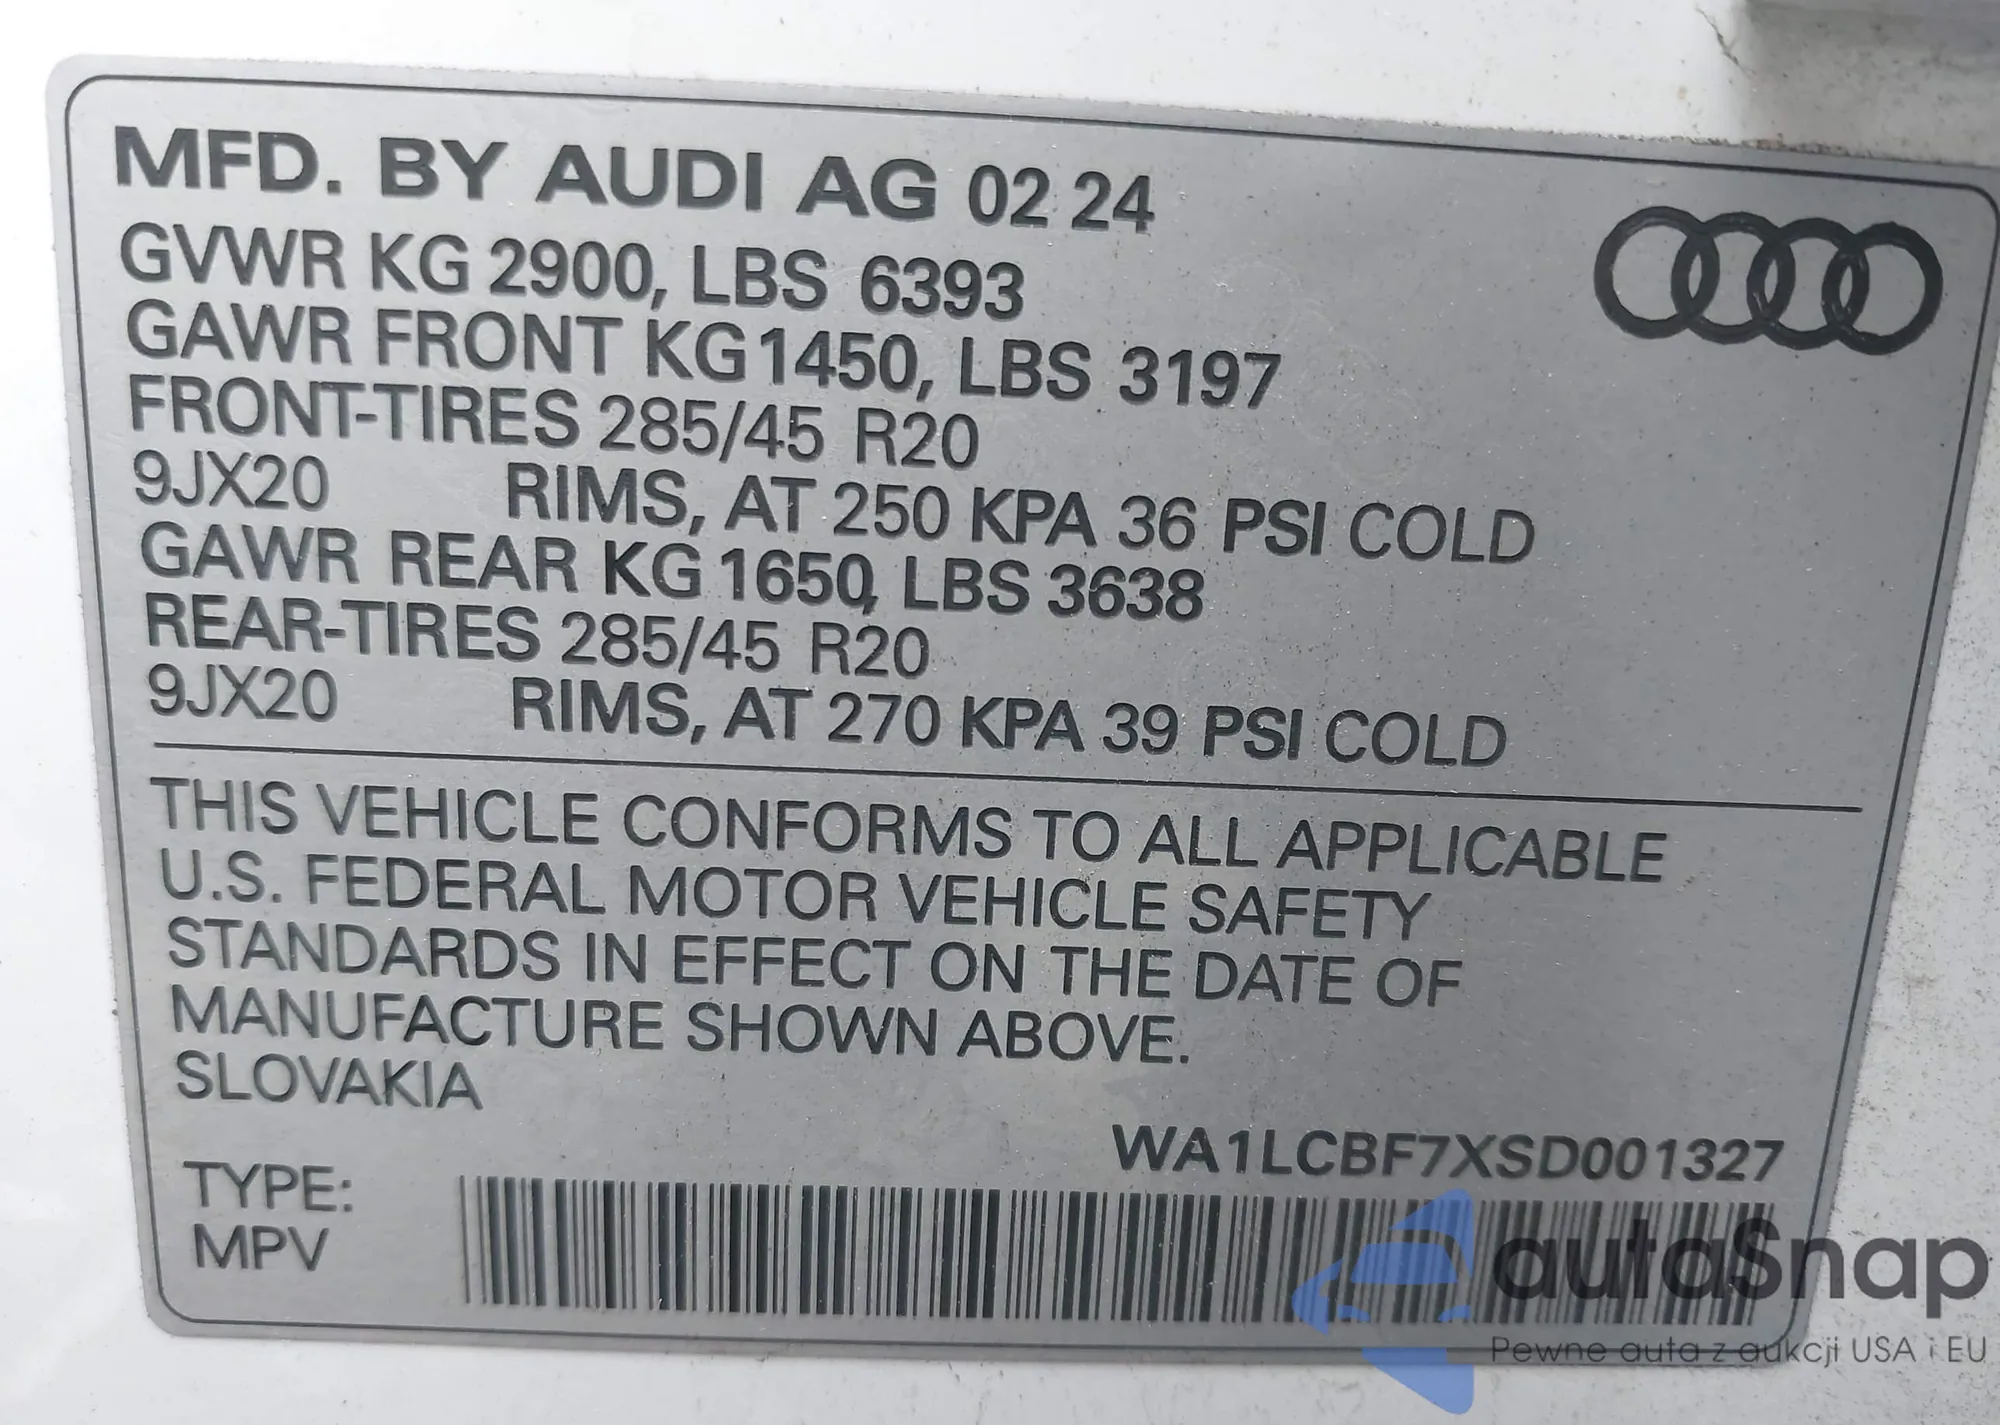 MFD. BY AUDI AG 02 24
GVWR KG 2900, LBS 6393
GAWR FRONT KG 1450, LBS 3197
FRONT-TIRES 285/45 R20
9JX20 RIMS, AT 250 KPA 36 PSI COLD
GAWR REAR KG 1650, LBS 3638
REAR-TIRES 285/45 R20
9JX20 RIMS, AT 270 KPA 39 PSI COLD
THIS VEHICLE CONFORMS TO ALL APPLICABLE
U.S. FEDERAL MOTOR VEHICLE SAFETY
STANDARDS IN EFFECT ON THE DATE OF
MANUFACTURE SHOWN ABOVE.
SLOVAKIA
WA1LCBF7XSD001327
TYPE:
MPV
autaSnap
Pewne auta z aukcji USA i EU